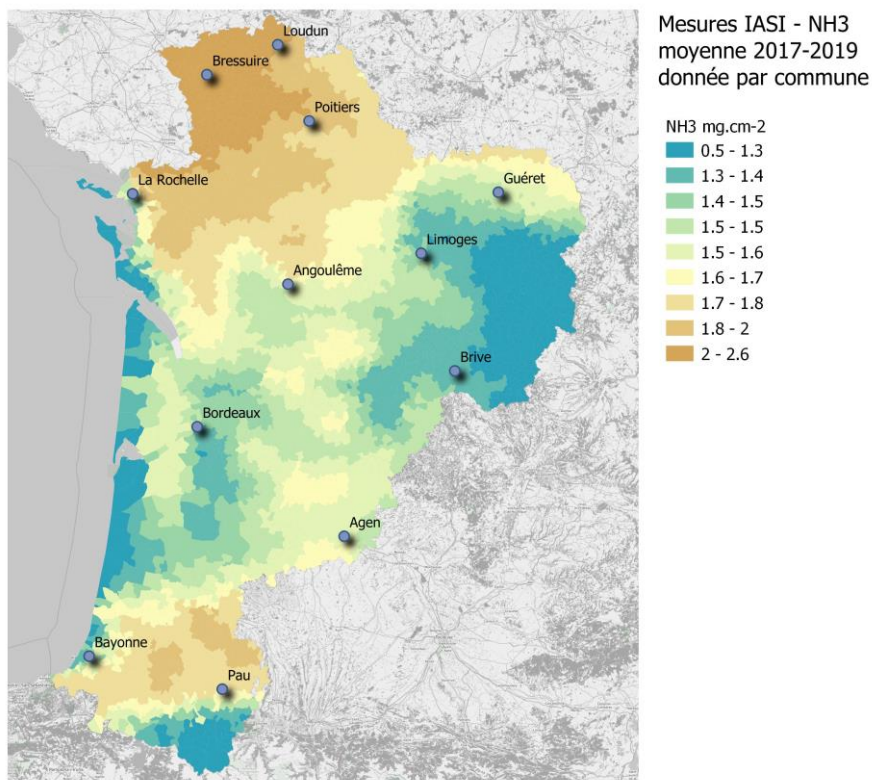 Mesures IASI - NH3
moyenne 2017-2019
donnée par commune
NH3 mg.cm-2
0.5 - 1.3
1.3 - 1.4
1.4 - 1.5
1.5 - 1.5
1.5 - 1.6
1.6 - 1.7
1.7 - 1.8
1.8 - 2
2 - 2.6
Loudun
Bressuire
Poitiers
La Rochelle
Guéret
Limoges
Angoulême
Brive
Bordeaux
Agen
Bayonne
Pau